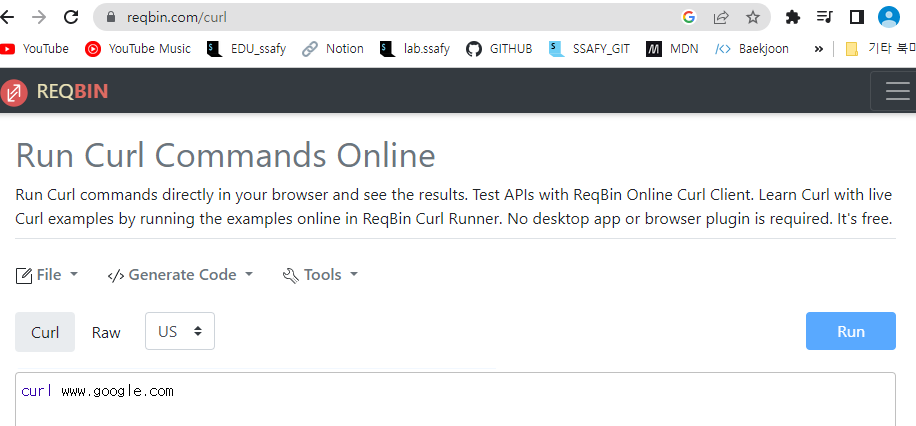 reqbin.com/curl
YouTube YouTube Music EDU_ssafy Notion lab.ssafy GITHUB SSAFY_GIT MDN Baekjoon » 기타 북마
REQBIN
Run Curl Commands Online
Run Curl commands directly in your browser and see the results. Test APIs with ReqBin Online Curl Client. Learn Curl with live
Curl examples by running the examples online in ReqBin Curl Runner. No desktop app or browser plugin is required. It's free.
File </> Generate Code Tools
Curl Raw US Run
curl www.google.com